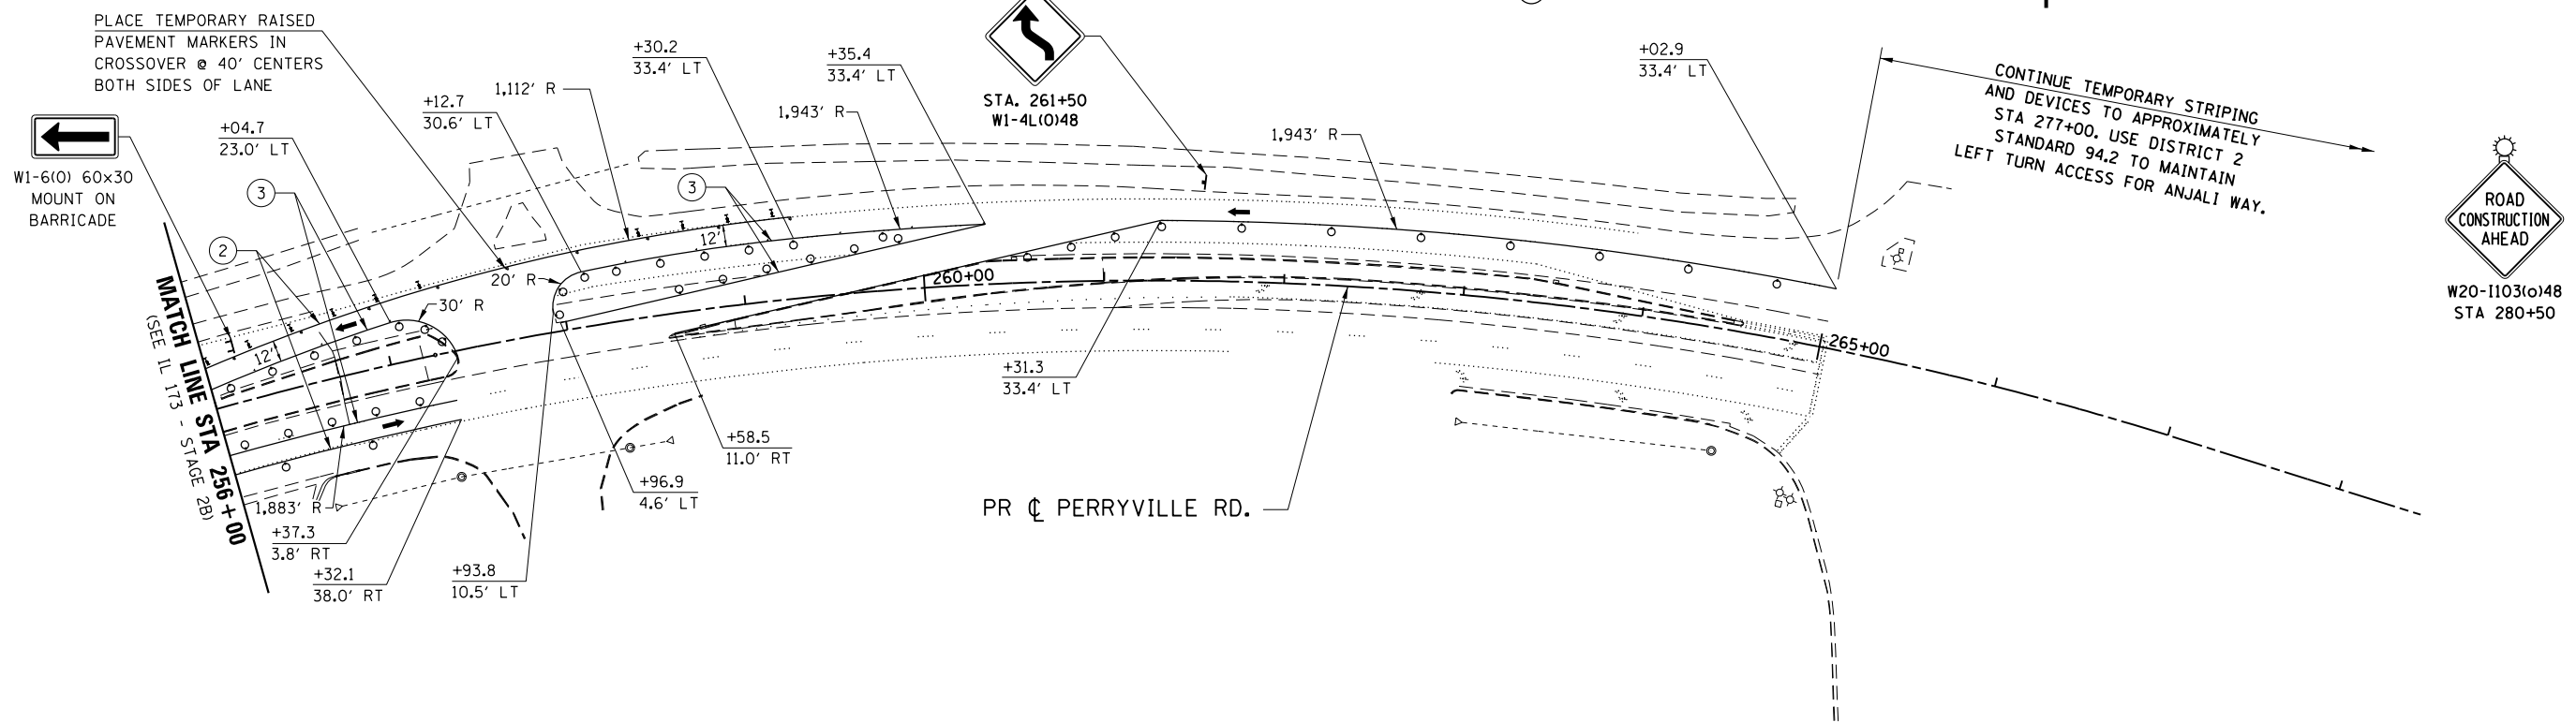 PLACE TEMPORARY RAISED
PAVEMENT MARKERS IN
CROSSOVER @ 40' CENTERS
BOTH SIDES OF LANE
W1-6(O) 60x30
MOUNT ON
BARRICADE
+04.7
23.0' LT
3
2
+12.7
30.6' LT
1,112' R
+30.2
33.4' LT
+35.4
33.4' LT
1,943' R
3
12'
20' R
30' R
12'
STA. 261+50
W1-4L(O)48
1,943' R
+02.9
33.4' LT
CONTINUE TEMPORARY STRIPING
AND DEVICES TO APPROXIMATELY
STA 277+00. USE DISTRICT 2
STANDARD 94.2 TO MAINTAIN
LEFT TURN ACCESS FOR ANJALI WAY.
ROAD
CONSTRUCTION
AHEAD
W20-I103(o)48
STA 280+50
MATCH LINE STA 256+00
(SEE IL 173 - STAGE 2B)
260+00
265+00
+31.3
33.4' LT
+58.5
11.0' RT
+96.9
4.6' LT
PR ℄ PERRYVILLE RD.
1,883' R
+37.3
3.8' RT
+32.1
38.0' RT
+93.8
10.5' LT